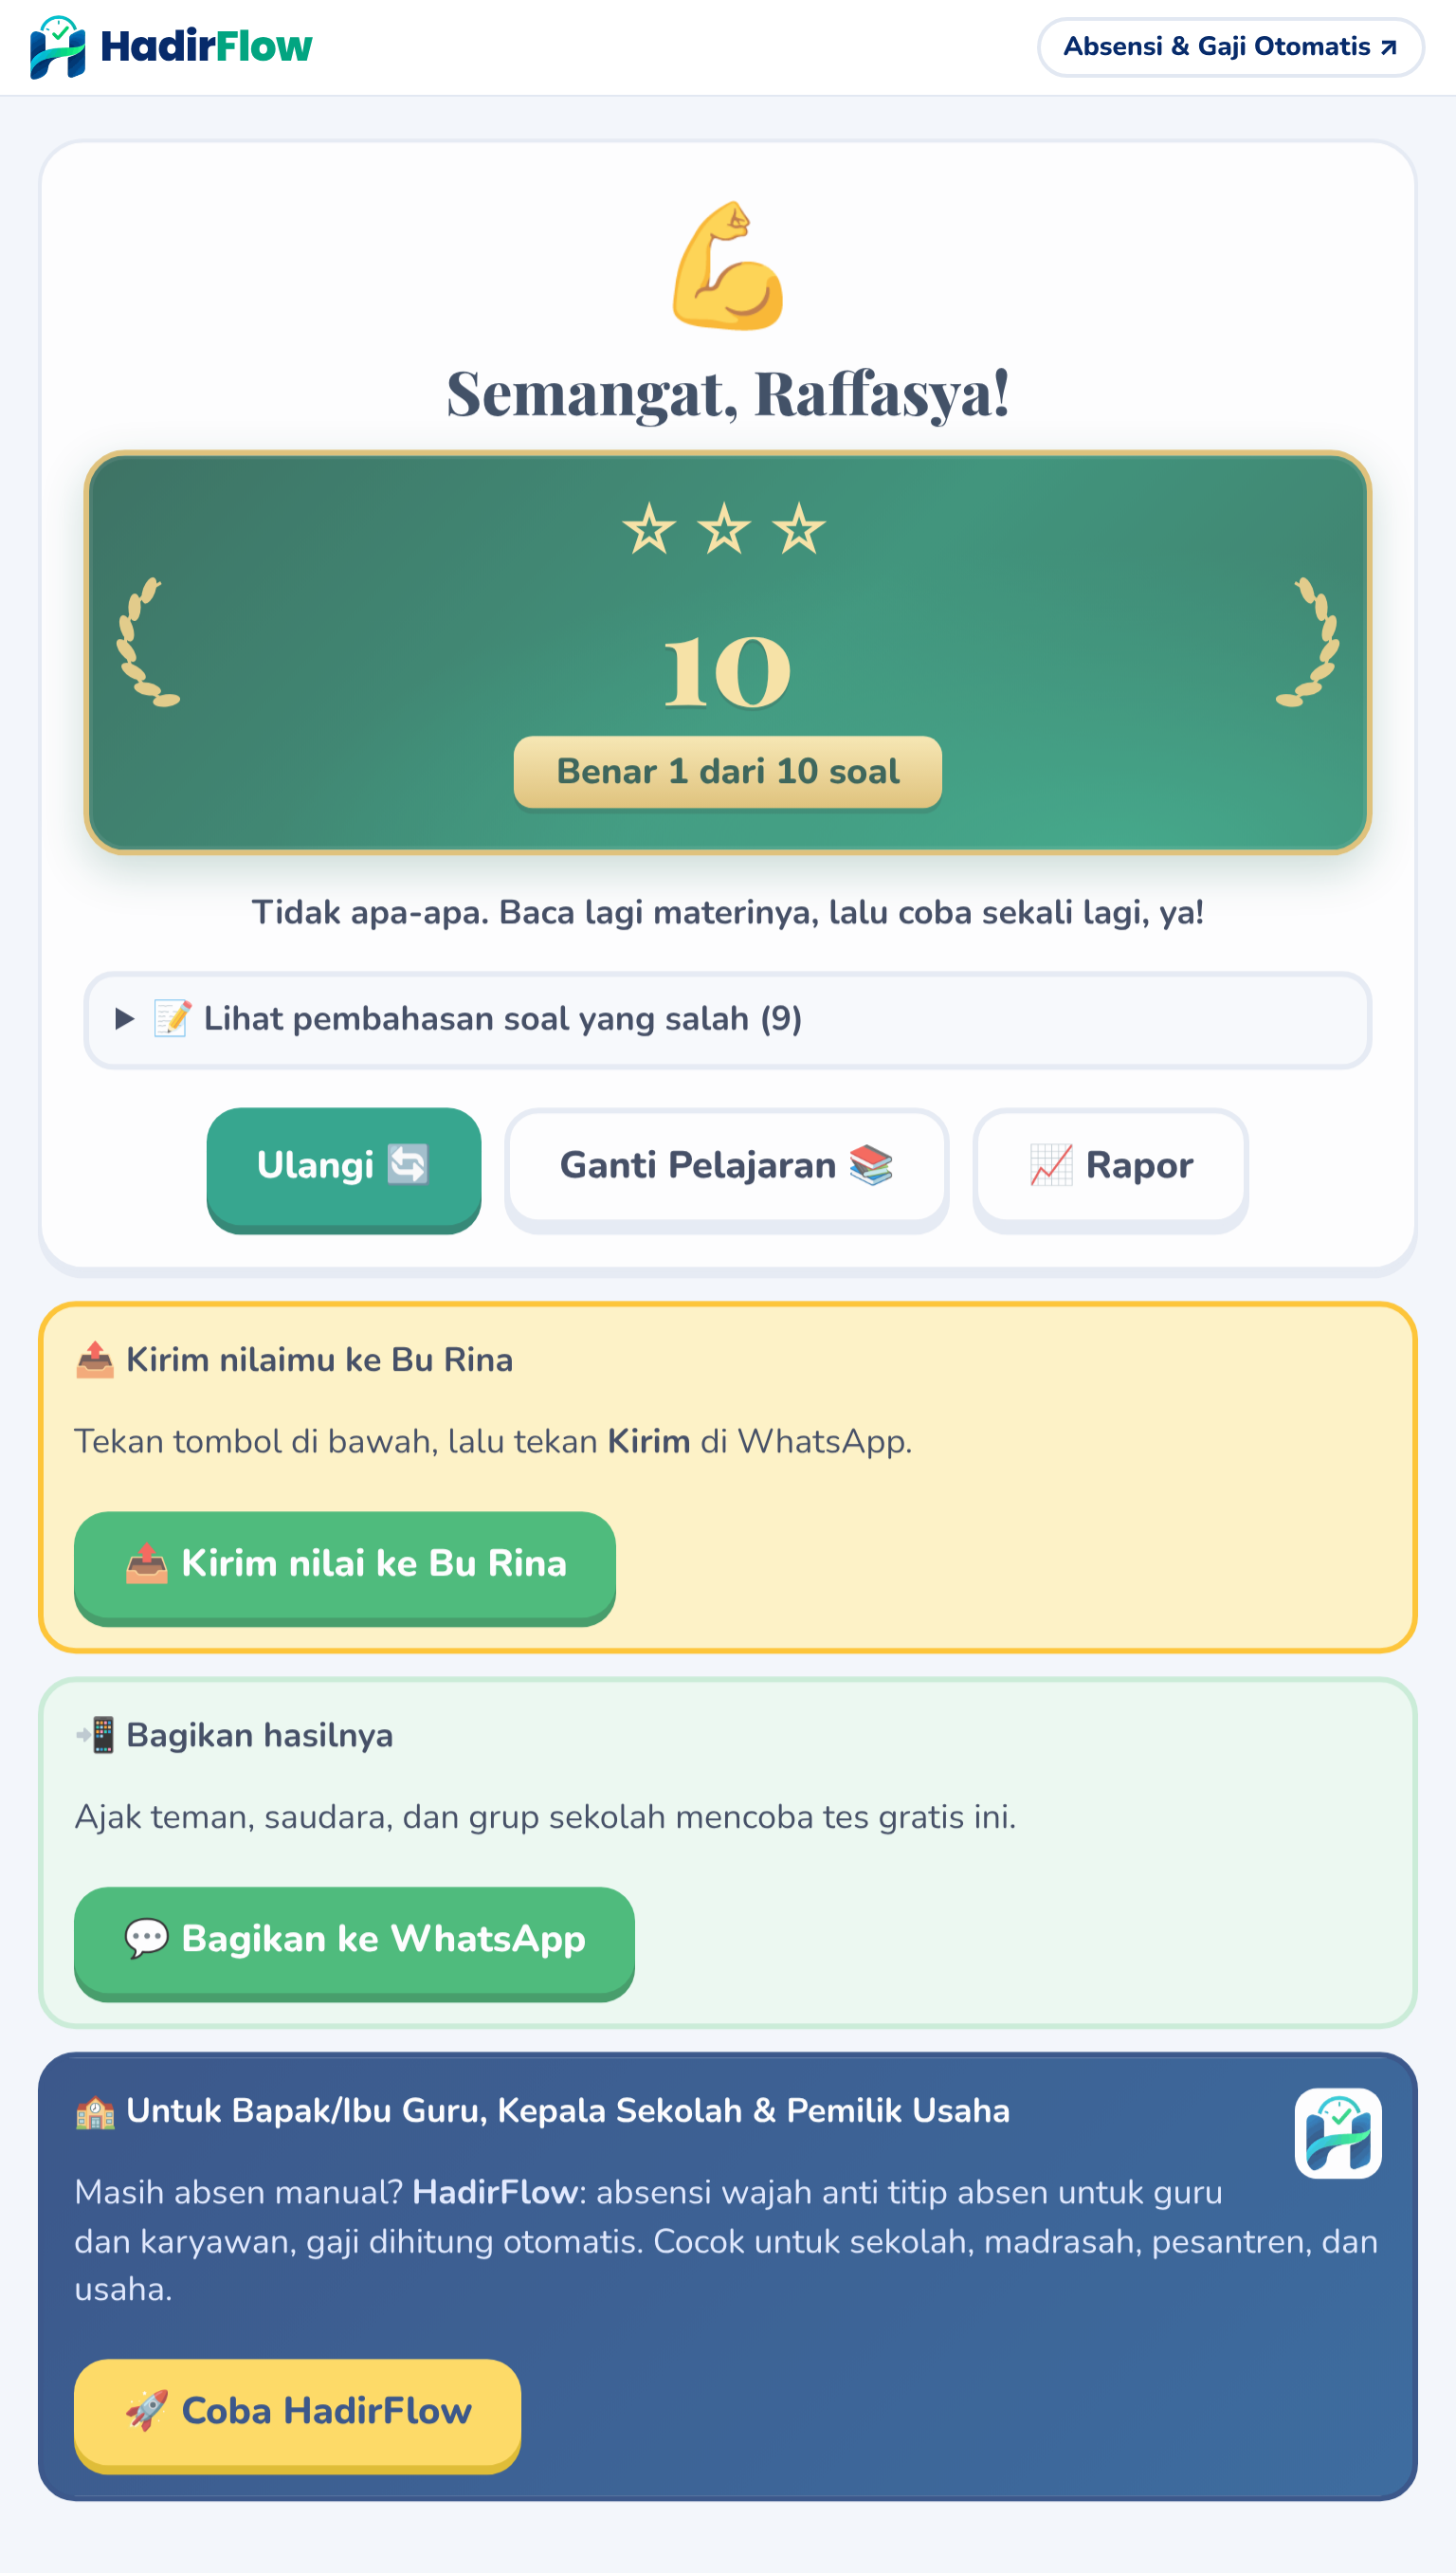 HadirFlow
Absensi & Gaji Otomatis ↗
Semangat, Raffasya!
☆ ☆ ☆
10
Benar 1 dari 10 soal
Tidak apa-apa. Baca lagi materinya, lalu coba sekali lagi, ya!
▶ 📝 Lihat pembahasan soal yang salah (9)
Ulangi 🔄
Ganti Pelajaran 📚
📈 Rapor
📤 Kirim nilaimu ke Bu Rina
Tekan tombol di bawah, lalu tekan Kirim di WhatsApp.
📤 Kirim nilai ke Bu Rina
📲 Bagikan hasilnya
Ajak teman, saudara, dan grup sekolah mencoba tes gratis ini.
💬 Bagikan ke WhatsApp
🏫 Untuk Bapak/Ibu Guru, Kepala Sekolah & Pemilik Usaha
Masih absen manual? HadirFlow: absensi wajah anti titip absen untuk guru
dan karyawan, gaji dihitung otomatis. Cocok untuk sekolah, madrasah, pesantren, dan
usaha.
🚀 Coba HadirFlow